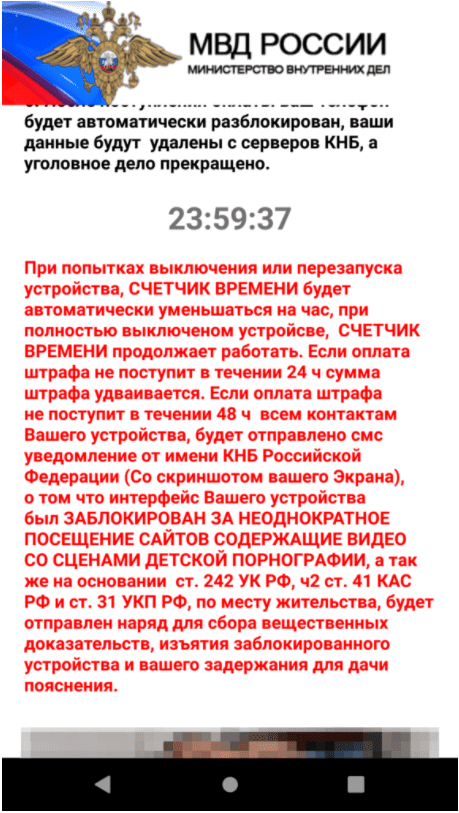 МВД РОССИИ
МИНИСТЕРСТВО ВНУТРЕННИХ ДЕЛ
будет автоматически разблокирован, ваши
данные будут удалены с серверов КНБ, а
уголовное дело прекращено.
23:59:37
При попытках выключения или перезапуска
устройства, СЧЕТЧИК ВРЕМЕНИ будет
автоматически уменьшаться на час, при
полностью выключеном устройсве, СЧЕТЧИК
ВРЕМЕНИ продолжает работать. Если оплата
штрафа не поступит в течении 24 ч сумма
штрафа удваивается. Если оплата штрафа
не поступит в течении 48 ч всем контактам
Вашего устройства, будет отправлено смс
уведомление от имени КНБ Российской
Федерации (Со скриншотом вашего Экрана),
о том что интерфейс Вашего устройства
был ЗАБЛОКИРОВАН ЗА НЕОДНОКРАТНОЕ
ПОСЕЩЕНИЕ САЙТОВ СОДЕРЖАЩИЕ ВИДЕО
СО СЦЕНАМИ ДЕТСКОЙ ПОРНОГРАФИИ, а так
же на основании ст. 242 УК РФ, ч2 ст. 41 КАС
РФ и ст. 31 УКП РФ, по месту жительства, будет
отправлен наряд для сбора вещественных
доказательств, изъятия заблокированного
устройства и вашего задержания для дачи
пояснения.